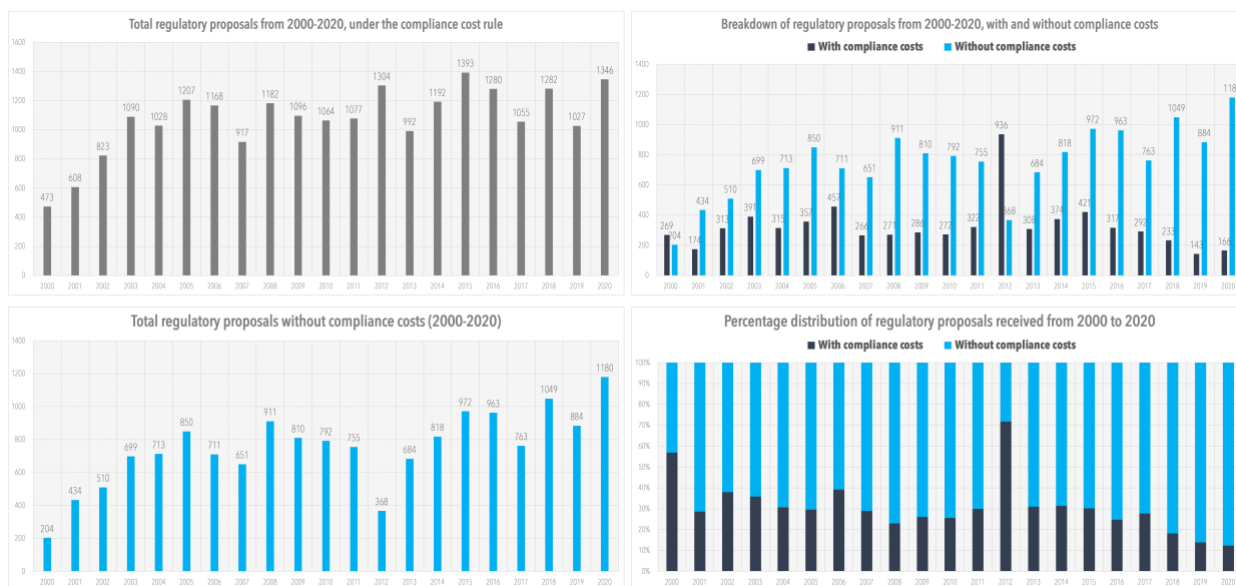 Total regulatory proposals from 2000-2020, under the compliance cost rule
1600
1400
1200
1000
800
600
400
200
0
473 608 823 1090 1028 1207 1168 917 1182 1096 1064 1077 1304 992 1192 1393 1280 1055 1282 1027 1346
2000 2001 2002 2003 2004 2005 2006 2007 2008 2009 2010 2011 2012 2013 2014 2015 2016 2017 2018 2019 2020
Breakdown of regulatory proposals from 2000-2020, with and without compliance costs
With compliance costs Without compliance costs
1400
1200
1000
800
600
400
200
0
269 174 313 391 315 357 457 266 271 286 272 322 936 308 374 421 317 292 233 143 166
204 434 510 699 713 850 711 651 911 810 792 755 368 684 818 972 963 763 1049 884 118
2000 2001 2002 2003 2004 2005 2006 2007 2008 2009 2010 2011 2012 2013 2014 2015 2016 2017 2018 2019 2020
Total regulatory proposals without compliance costs (2000-2020)
1400
1200
1000
800
600
400
200
0
204 434 510 699 713 850 711 651 911 810 792 755 368 684 818 972 963 763 1049 884 1180
2000 2001 2002 2003 2004 2005 2006 2007 2008 2009 2010 2011 2012 2013 2014 2015 2016 2017 2018 2019 2020
Percentage distribution of regulatory proposals received from 2000 to 2020
With compliance costs Without compliance costs
100%
90%
80%
70%
60%
50%
40%
30%
20%
10%
0%
2000 2001 2002 2003 2004 2005 2006 2007 2008 2009 2010 2011 2012 2013 2014 2015 2016 2017 2018 2019 2020